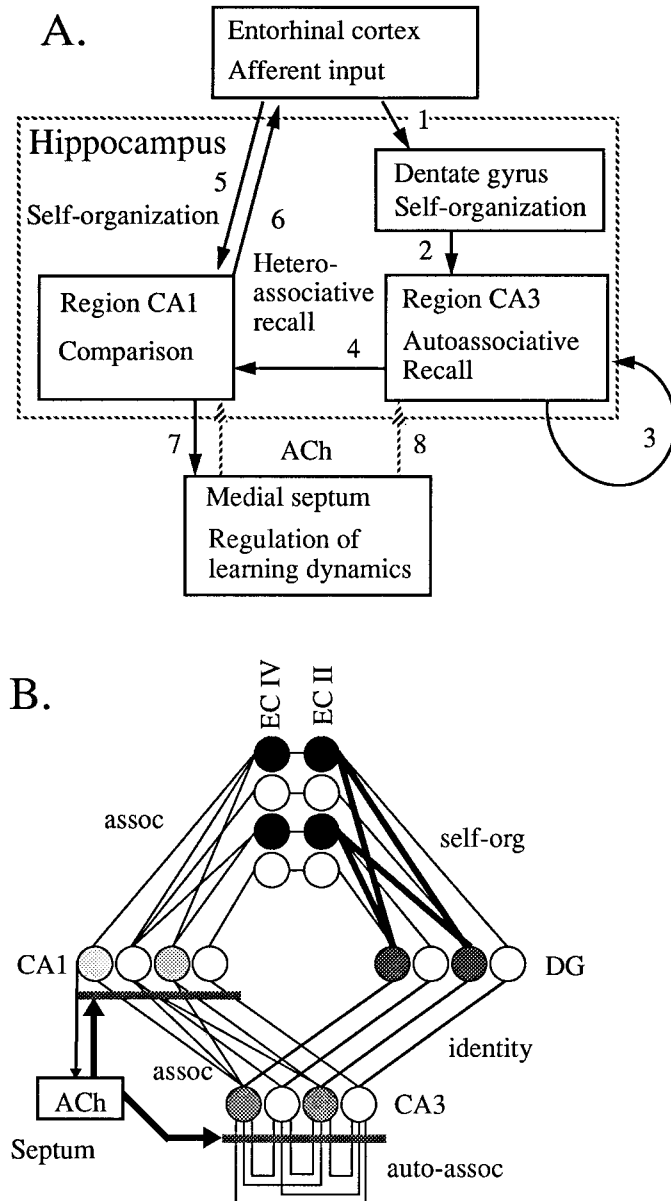 A.
Entorhinal cortex
Afferent input
1
Hippocampus
5
6
Dentate gyrus
Self-organization
Self-organization
2
Hetero-
associative
recall
Region CA1
Comparison
4
Region CA3
Autoassociative
Recall
3
7
ACh
8
Medial septum
Regulation of
learning dynamics
B.
EC IV
EC II
assoc
self-org
CA1
DG
assoc
identity
ACh
CA3
Septum
auto-assoc